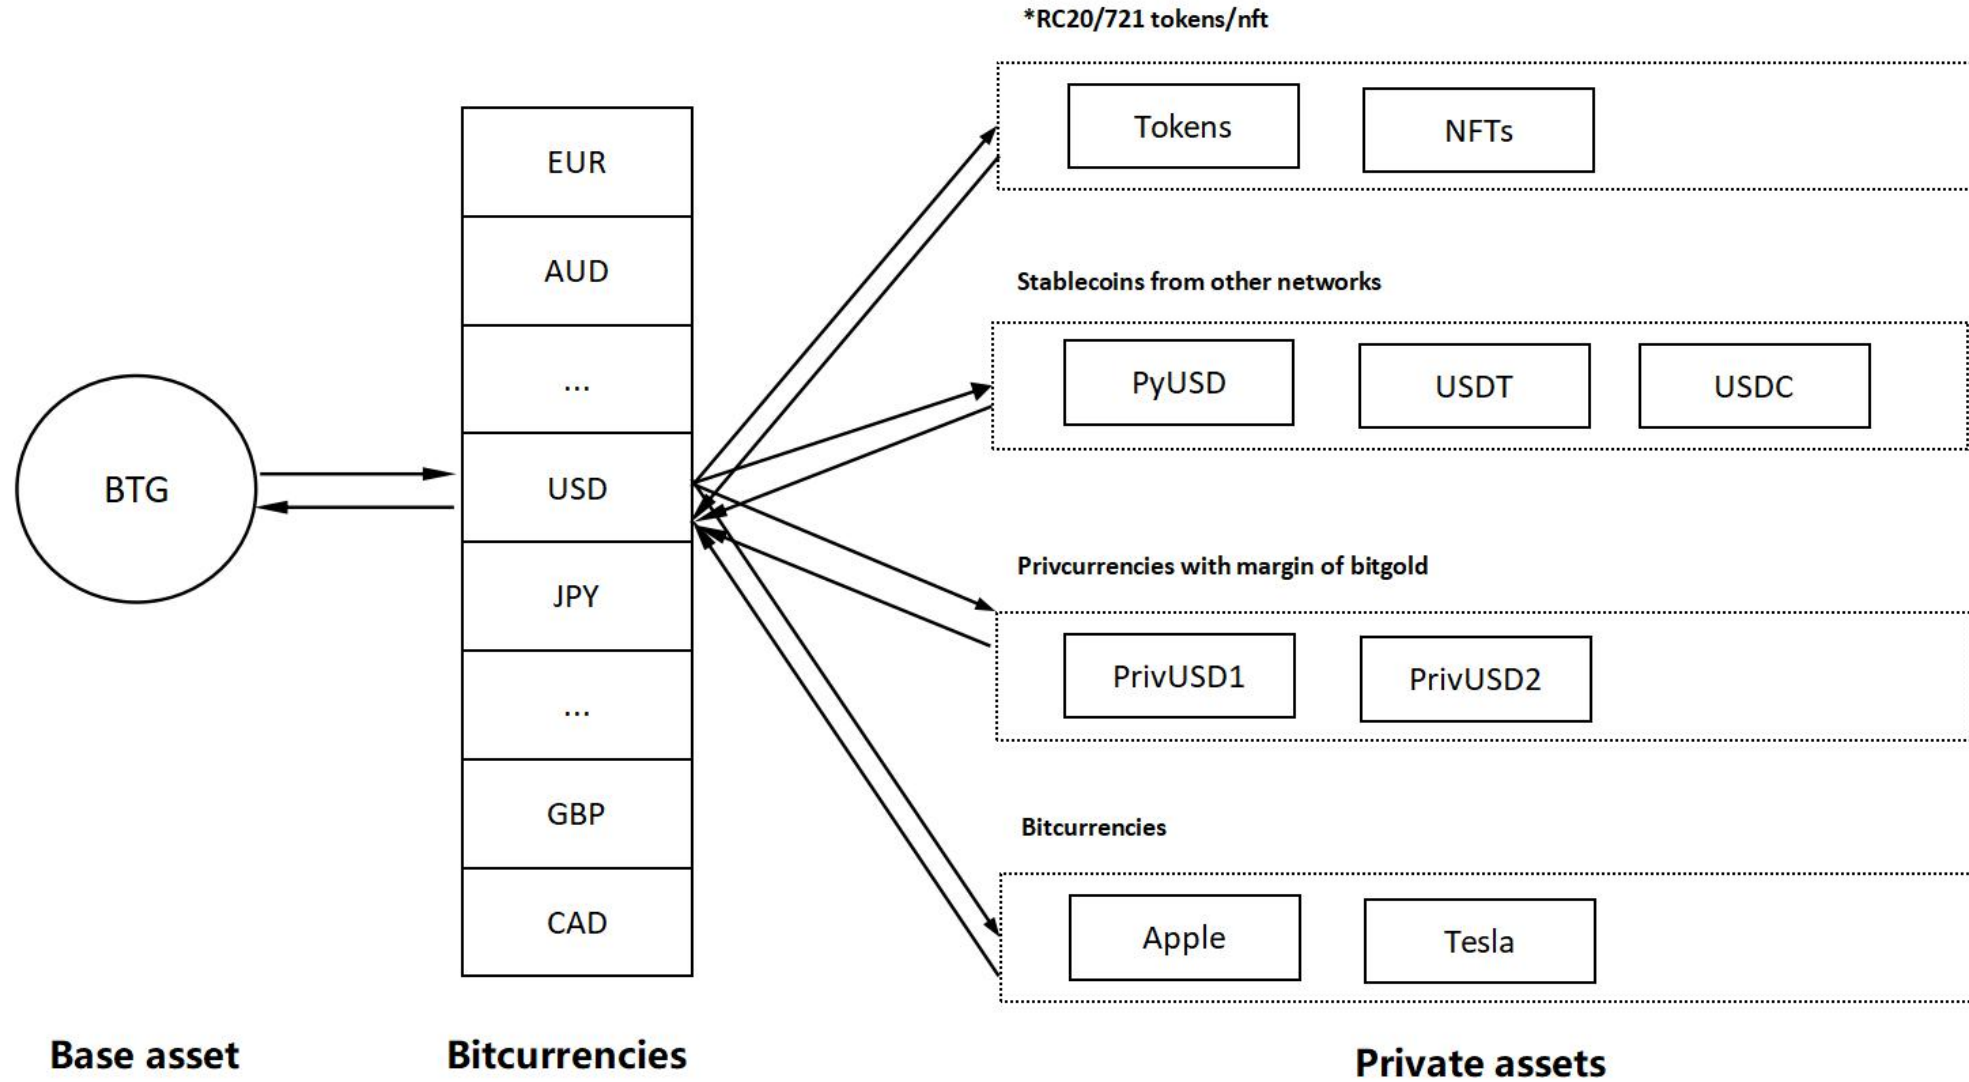 *RC20/721 tokens/nft
Tokens
NFTs
Stablecoins from other networks
PyUSD
USDT
USDC
Privcurrencies with margin of bitgold
PrivUSD1
PrivUSD2
Bitcurrencies
Apple
Tesla
EUR
AUD
...
USD
JPY
...
GBP
CAD
BTG
Base asset
Bitcurrencies
Private assets